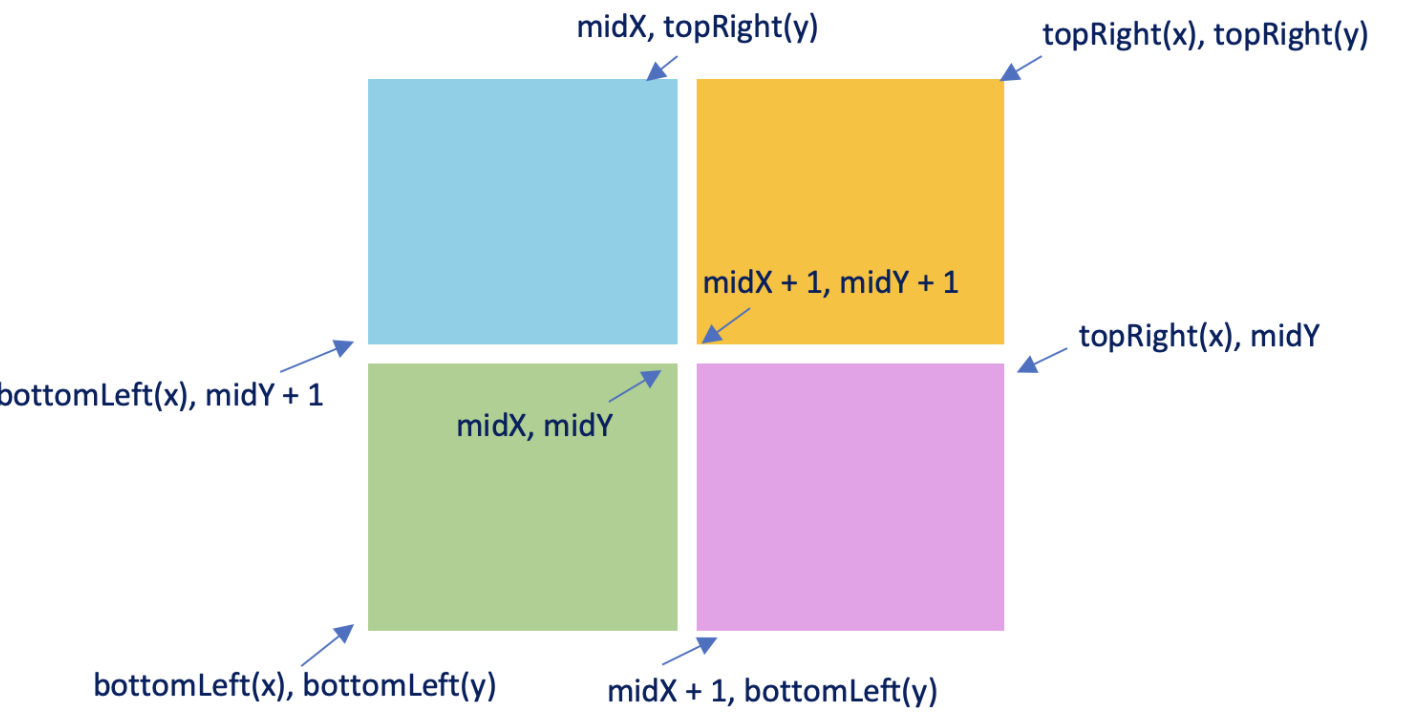 midX, topRight(y)
topRight(x), topRight(y)
midX + 1, midY + 1
topRight(x), midY
bottomLeft(x), midY + 1
midX, midY
bottomLeft(x), bottomLeft(y)
midX + 1, bottomLeft(y)